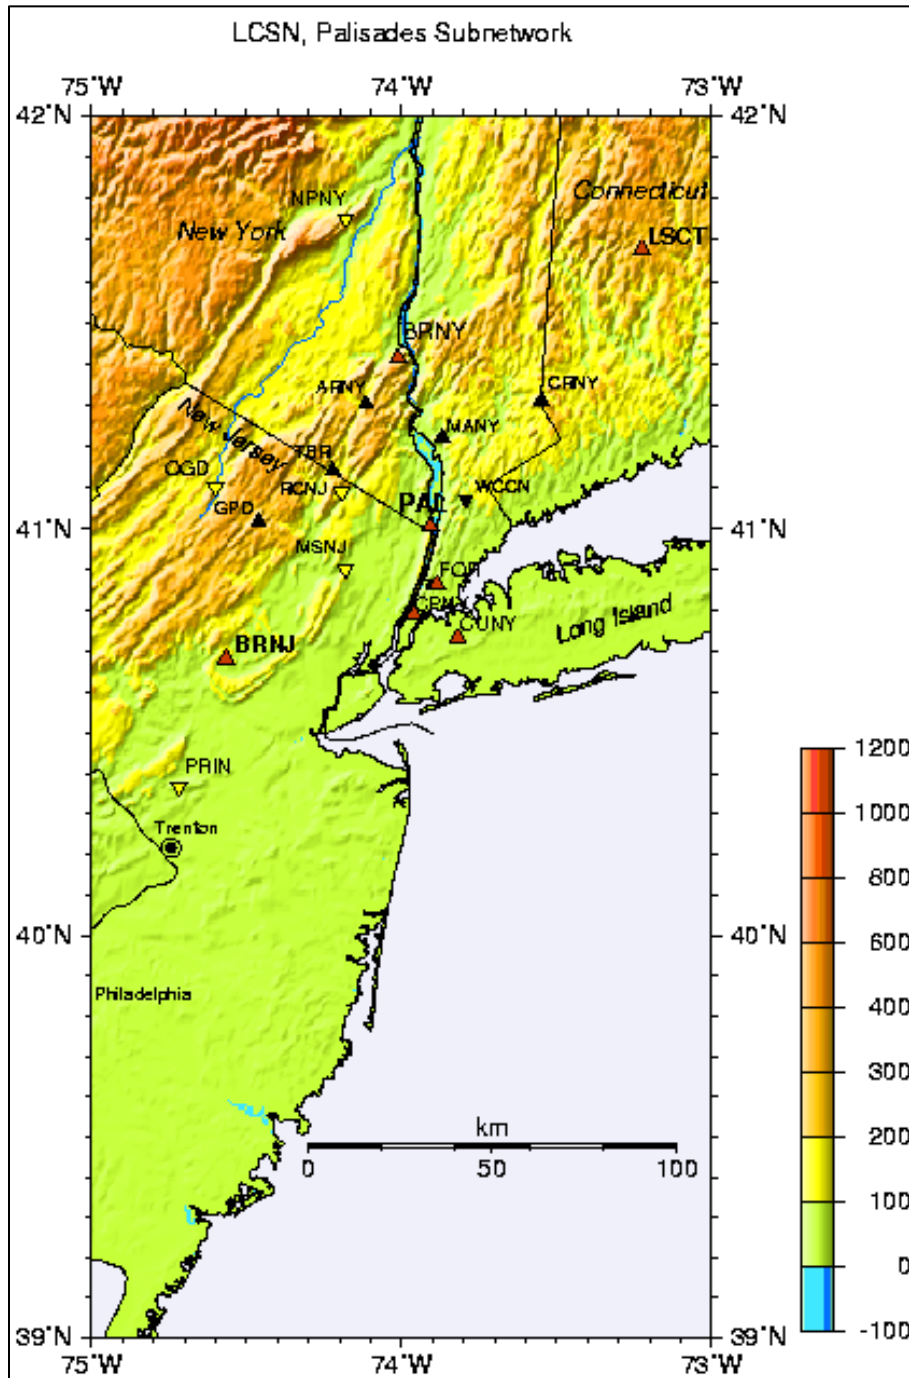 LCSN, Palisades Subnetwork
75°W 74°W 73°W
42°N 42°N
NPNY
Connecticut
New York
LSCT
BRNY
ARNY
CRNY
New Jersey
MANY
TBR
OGD
RCNJ
WCCN
GPD
PAL
41°N 41°N
MSNJ
FOR
CUNY
Long Island
BRNJ
PRIN
Trenton
40°N 40°N
Philadelphia
km
0 50 100
1200
1000
800
600
400
300
200
100
0
-100
39°N 39°N
75°W 74°W 73°W